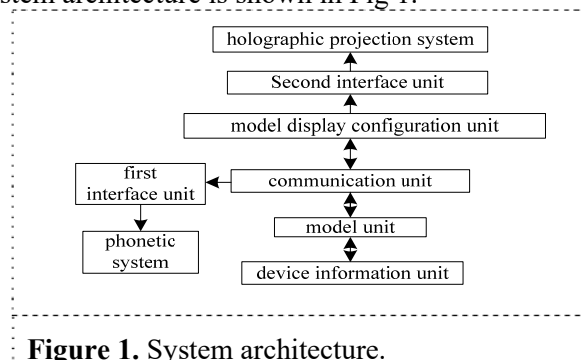 stem architecture is shown in Fig 1.
holographic projection system
Second interface unit
model display configuration unit
first
interface unit
communication unit
phonetic
system
model unit
device information unit
Figure 1. System architecture.